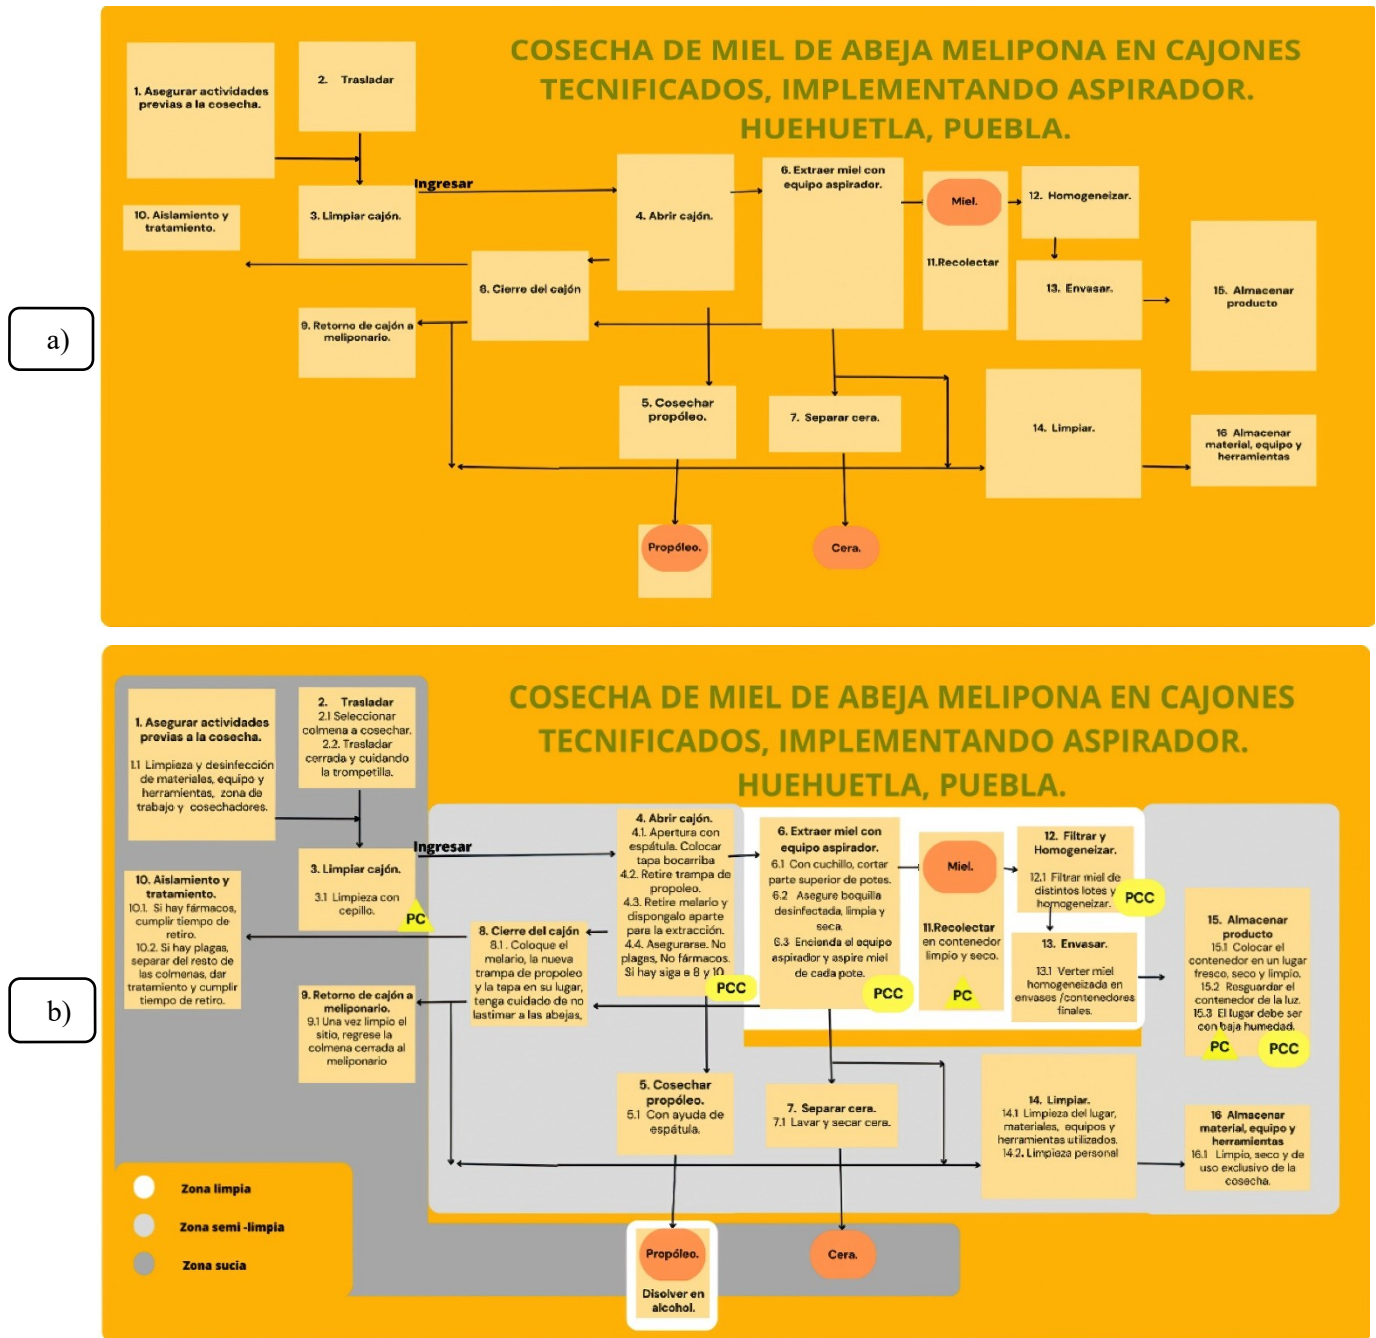 a)
COSECHA DE MIEL DE ABEJA MELIPONA EN CAJONES
TECNIFICADOS, IMPLEMENTANDO ASPIRADOR.
HUEHUETLA, PUEBLA.
1. Asegurar actividades
previas a la cosecha.
2. Trasladar
3. Limpiar cajón.
Ingresar
4. Abrir cajón.
6. Extraer miel con
equipo aspirador.
Miel.
11.Recolectar
12. Homogeneizar.
13. Envasar.
15. Almacenar
producto
10. Aislamiento y
tratamiento.
8. Cierre del cajón
9. Retorno de cajón a
meliponario.
5. Cosechar
propóleo.
7. Separar cera.
14. Limpiar.
16 Almacenar
material, equipo y
herramientas
Propóleo.
Cera.
b)
COSECHA DE MIEL DE ABEJA MELIPONA EN CAJONES
TECNIFICADOS, IMPLEMENTANDO ASPIRADOR.
HUEHUETLA, PUEBLA.
1. Asegurar actividades
previas a la cosecha.
1.1 Limpieza y desinfección
de materiales, equipo y
herramientas, zona de
trabajo y cosechadores.
2. Trasladar
2.1 Seleccionar
colmena a cosechar.
2.2. Trasladar
cerrada y cuidando
la trompetilla.
3. Limpiar cajón.
3.1 Limpieza con
cepillo.
PC
Ingresar
4. Abrir cajón.
4.1. Apertura con
espátula. Colocar
tapa bocarriba
4.2. Retire trampa de
propoleo.
4.3. Retire melario y
dispongalo aparte
para la extracción.
4.4. Asegurarse. No
plagas, No fármacos.
Si hay siga a 8 y 10
PCC
6. Extraer miel con
equipo aspirador.
6.1 Con cuchillo, cortar
parte superior de potes.
6.2 Asegure boquilla
desinfectada, limpia y
seca.
6.3 Encienda el equipo
aspirador y aspire miel
de cada pote.
PCC
Miel.
11.Recolectar
en contenedor
limpio y seco.
PC
12. Filtrar y
Homogeneizar.
12.1 Filtrar miel de
distintos lotes y
homogeneizar.
PCC
13. Envasar.
13.1 Verter miel
homogeneizada en
envases /contenedores
finales.
15. Almacenar
producto
15.1 Colocar el
contenedor en un lugar
fresco, seco y limpio.
15.2 Resguardar el
contenedor de la luz.
15.3 El lugar debe ser
con baja humedad.
PC
PCC
10. Aislamiento y
tratamiento.
10.1. Si hay fármacos,
cumplir tiempo de
retiro.
10.2. Si hay plagas,
separar del resto de
las colmenas, dar
tratamiento y cumplir
tiempo de retiro.
8. Cierre del cajón
8.1 . Coloque el
melario, la nueva
trampa de propoleo
y la tapa en su lugar,
tenga cuidado de no
lastimar a las abejas,
9. Retorno de cajón a
meliponario.
9.1 Una vez limpio el
sitio, regrese la
colmena cerrada al
meliponario
5. Cosechar
propóleo.
5.1 Con ayuda de
espátula.
7. Separar cera.
7.1 Lavar y secar cera.
14. Limpiar.
14.1 Limpieza del lugar,
materiales, equipos y
herramientas utilizados.
14.2. Limpieza personal
16 Almacenar
material, equipo y
herramientas
16.1 Limpio, seco y de
uso exclusivo de la
cosecha.
Propóleo.
Disolver en
alcohol.
Cera.
Zona limpia
Zona semi -limpia
Zona sucia